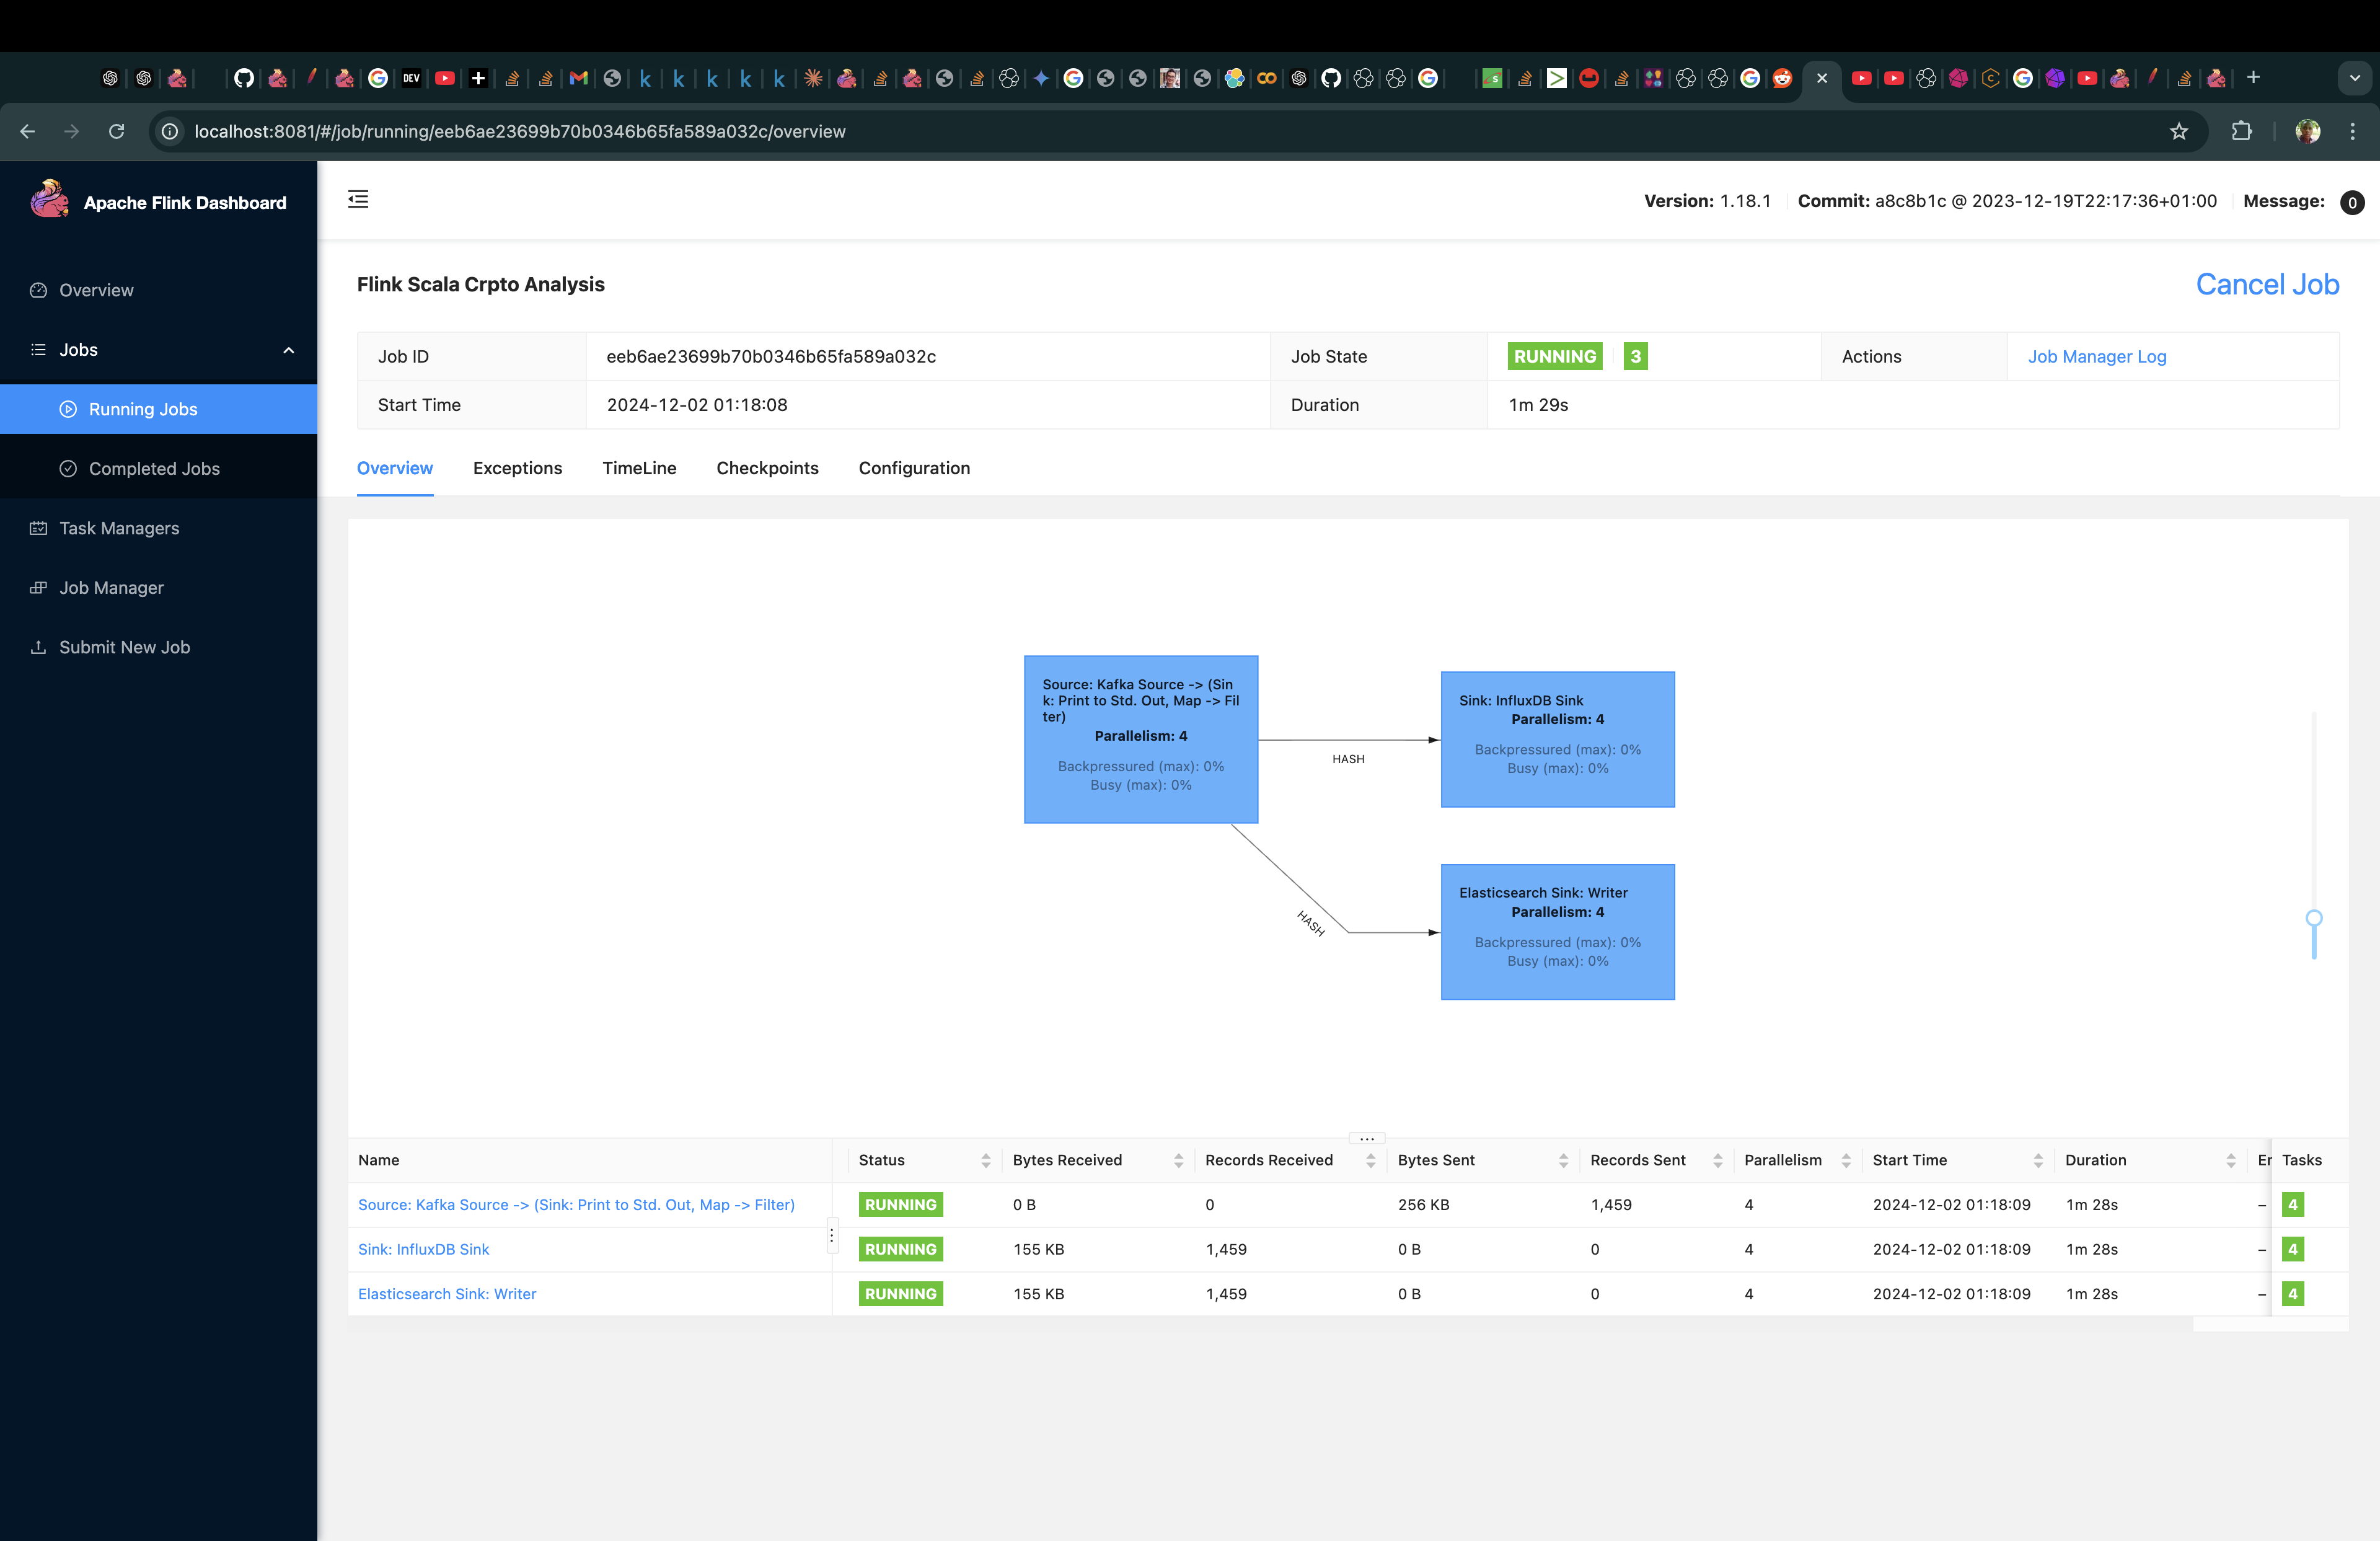 DEV
localhost:8081/#/job/running/eeb6ae23699b70b0346b65fa589a032c/overview
Apache Flink Dashboard
Version: 1.18.1 Commit: a8c8b1c @ 2023-12-19T22:17:36+01:00 Message: 0
Overview
Jobs
Running Jobs
Completed Jobs
Task Managers
Job Manager
Submit New Job
Flink Scala Crpto Analysis
Cancel Job
Job ID eeb6ae23699b70b0346b65fa589a032c Job State RUNNING 3 Actions Job Manager Log
Start Time 2024-12-02 01:18:08 Duration 1m 29s
Overview Exceptions TimeLine Checkpoints Configuration
Source: Kafka Source -> (Sin
k: Print to Std. Out, Map -> Fil
ter)
Parallelism: 4
Backpressured (max): 0%
Busy (max): 0%
HASH
Sink: InfluxDB Sink
Parallelism: 4
Backpressured (max): 0%
Busy (max): 0%
HASH
Elasticsearch Sink: Writer
Parallelism: 4
Backpressured (max): 0%
Busy (max): 0%
Name Status Bytes Received Records Received Bytes Sent Records Sent Parallelism Start Time Duration Er Tasks
Source: Kafka Source -> (Sink: Print to Std. Out, Map -> Filter) RUNNING 0 B 0 256 KB 1,459 4 2024-12-02 01:18:09 1m 28s – 4
Sink: InfluxDB Sink RUNNING 155 KB 1,459 0 B 0 4 2024-12-02 01:18:09 1m 28s – 4
Elasticsearch Sink: Writer RUNNING 155 KB 1,459 0 B 0 4 2024-12-02 01:18:09 1m 28s – 4